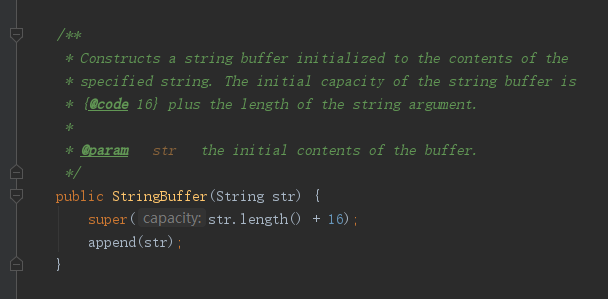 /**
* Constructs a string buffer initialized to the contents of the
* specified string. The initial capacity of the string buffer is
* {@code 16} plus the length of the string argument.
*
* @param str the initial contents of the buffer.
*/
public StringBuffer(String str) {
super( capacity: str.length() + 16);
append(str);
}